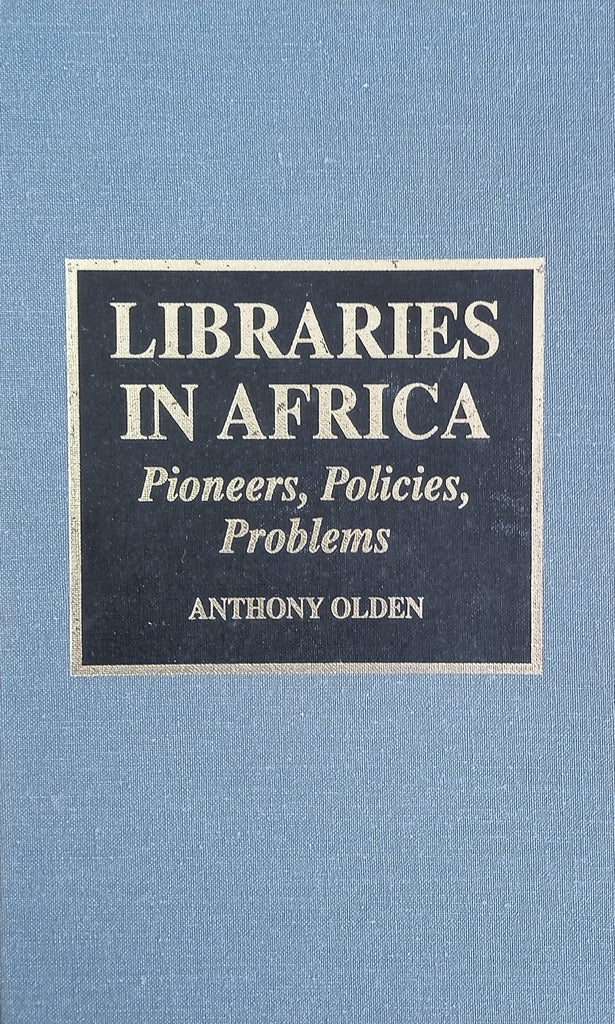 LIBRARIES
IN AFRICA
Pioneers, Policies,
Problems
ANTHONY OLDEN